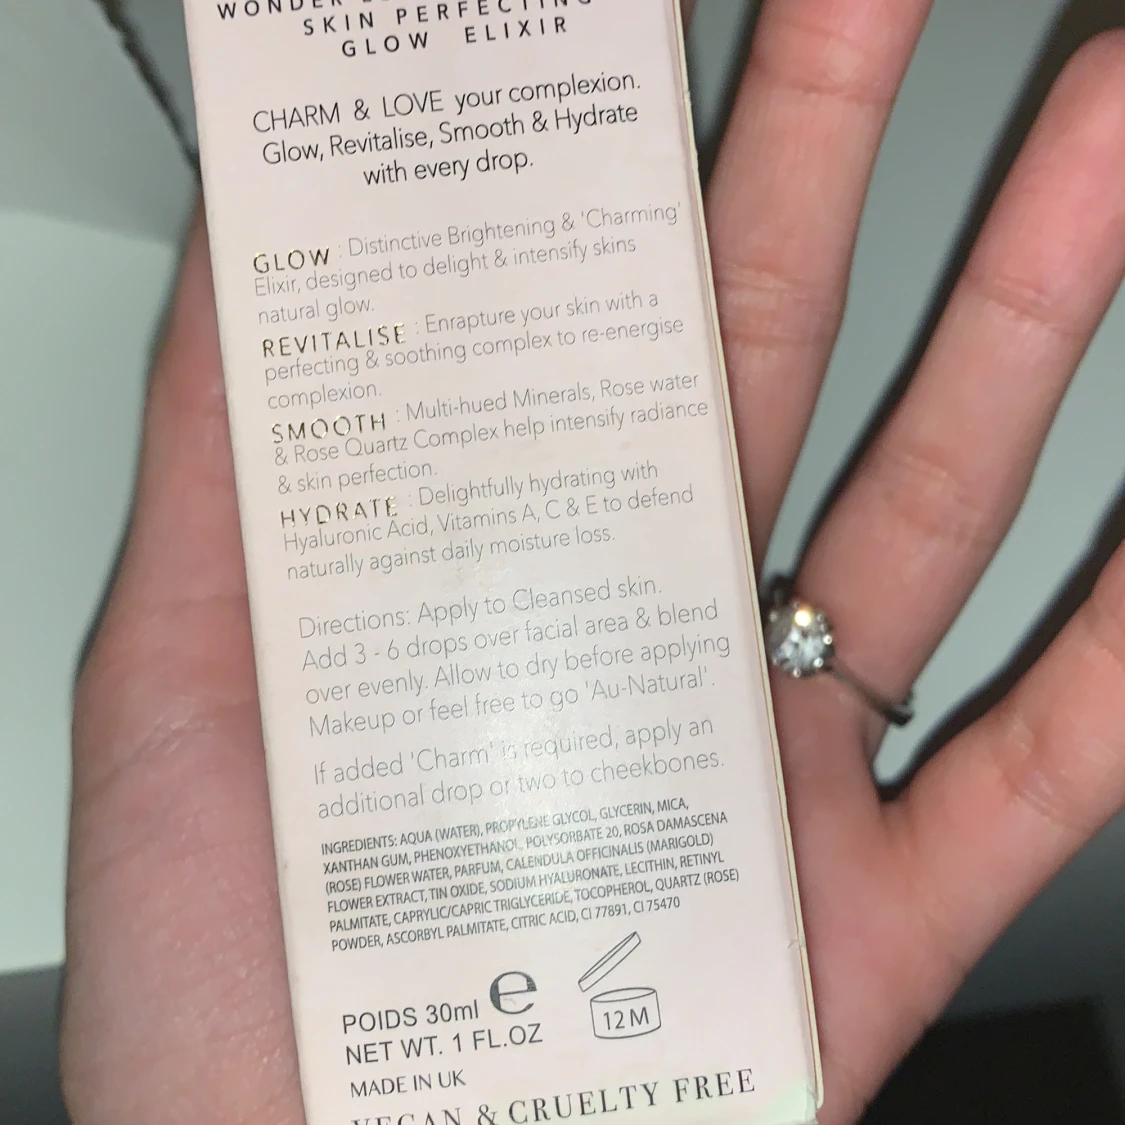 SKIN PERFECTING
GLOW ELIXIR
CHARM & LOVE your complexion.
Glow, Revitalise, Smooth & Hydrate
with every drop.
GLOW : Distinctive Brightening & 'Charming'
Elixir, designed to delight & intensify skins
natural glow.
REVITALISE : Enrapture your skin with a
perfecting & soothing complex to re-energise
complexion.
SMOOTH : Multi-hued Minerals, Rose water
& Rose Quartz Complex help intensify radiance
& skin perfection.
HYDRATE : Delightfully hydrating with
Hyaluronic Acid, Vitamins A, C & E to defend
naturally against daily moisture loss.
Directions: Apply to Cleansed skin.
Add 3 - 6 drops over facial area & blend
over evenly. Allow to dry before applying
Makeup or feel free to go 'Au-Natural'.
If added 'Charm' is required, apply an
additional drop or two to cheekbones.
INGREDIENTS: AQUA (WATER), PROPYLENE GLYCOL, GLYCERIN, MICA,
XANTHAN GUM, PHENOXYETHANOL, POLYSORBATE 20, ROSA DAMASCENA
(ROSE) FLOWER WATER, PARFUM, CALENDULA OFFICINALIS (MARIGOLD)
FLOWER EXTRACT, TIN OXIDE, SODIUM HYALURONATE, LECITHIN, RETINYL
PALMITATE, CAPRYLIC/CAPRIC TRIGLYCERIDE, TOCOPHEROL, QUARTZ (ROSE)
POWDER, ASCORBYL PALMITATE, CITRIC ACID, CI 77891, CI 75470
POIDS 30ml e
NET WT. 1 FL.OZ
12 M
MADE IN UK
VEGAN & CRUELTY FREE